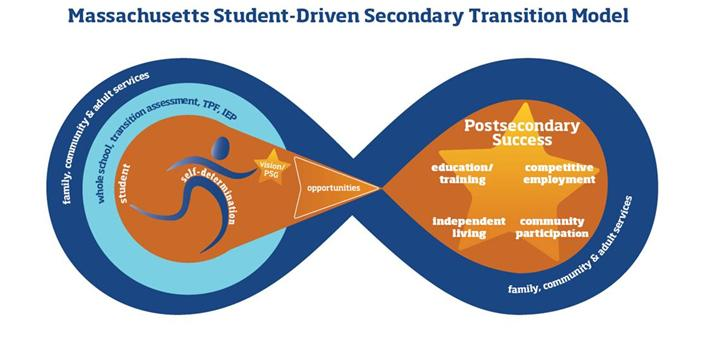 Massachusetts Student-Driven Secondary Transition Model
family, community & adult services
whole school, transition assessment, TPF, IEP
student
self-determination
vision/
PSG
opportunities
Postsecondary
Success
education/
training
competitive
employment
independent
living
community
participation
family, community & adult services